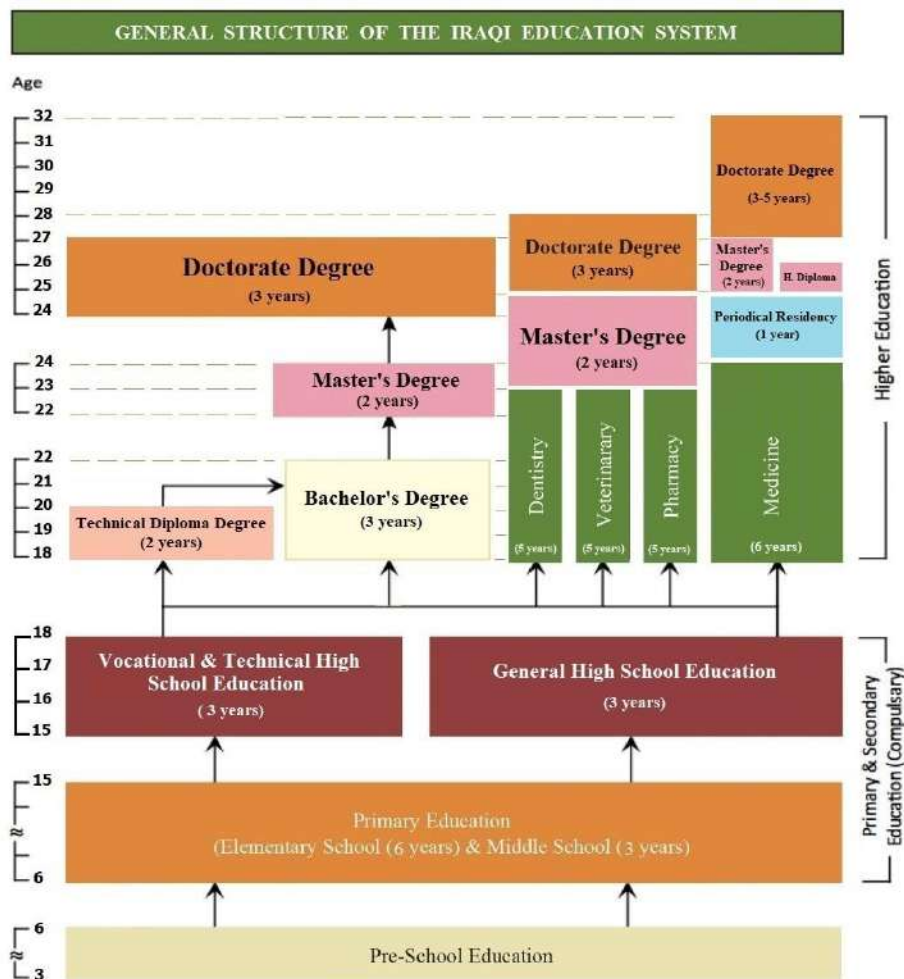 GENERAL STRUCTURE OF THE IRAQI EDUCATION SYSTEM
Age
32
31
30
29
28
27
26
25
24
24
23
22
22
21
20
19
18
18
17
16
15
15
6
6
3
Doctorate Degree
(3 years)
Doctorate Degree
(3 years)
Doctorate Degree
(3-5 years)
Master's
Degree
(2 years)
H. Diploma
Periodical Residency
(1 year)
Master's Degree
(2 years)
Master's Degree
(2 years)
Bachelor's Degree
(3 years)
Technical Diploma Degree
(2 years)
Dentistry
(5 years)
Veterinarary
(5 years)
Pharmacy
(5 years)
Medicine
(6 years)
Higher Education
Vocational & Technical High
School Education
( 3 years)
General High School Education
(3 years)
Primary & Secondary
Education (Compulsary)
Primary Education
(Elementary School (6 years) & Middle School (3 years)
Pre-School Education